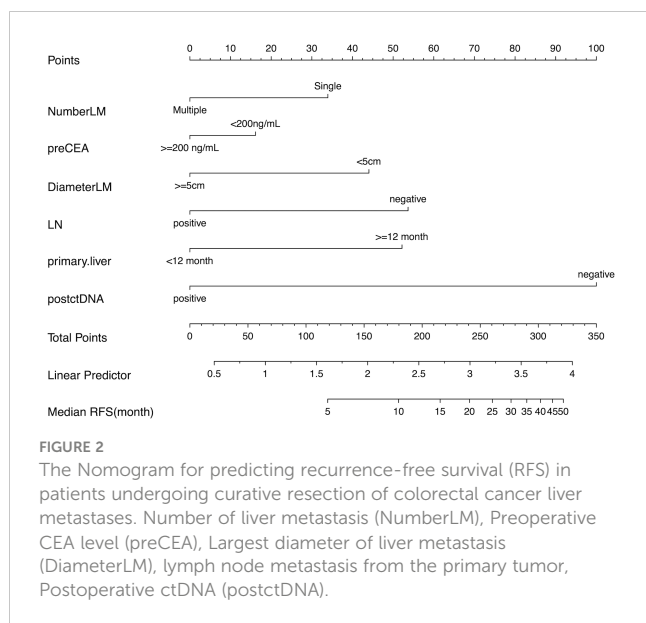 Points 0 10 20 30 40 50 60 70 80 90 100
Single
NumberLM Multiple
<200ng/mL
preCEA >=200 ng/mL
<5cm
DiameterLM >=5cm
negative
LN positive
>=12 month
primary.liver <12 month
negative
postctDNA positive
Total Points 0 50 100 150 200 250 300 350
Linear Predictor 0.5 1 1.5 2 2.5 3 3.5 4
Median RFS(month) 5 10 15 20 25 30 35 40 45 50
FIGURE 2
The Nomogram for predicting recurrence-free survival (RFS) in
patients undergoing curative resection of colorectal cancer liver
metastases. Number of liver metastasis (NumberLM), Preoperative
CEA level (preCEA), Largest diameter of liver metastasis
(DiameterLM), lymph node metastasis from the primary tumor,
Postoperative ctDNA (postctDNA).